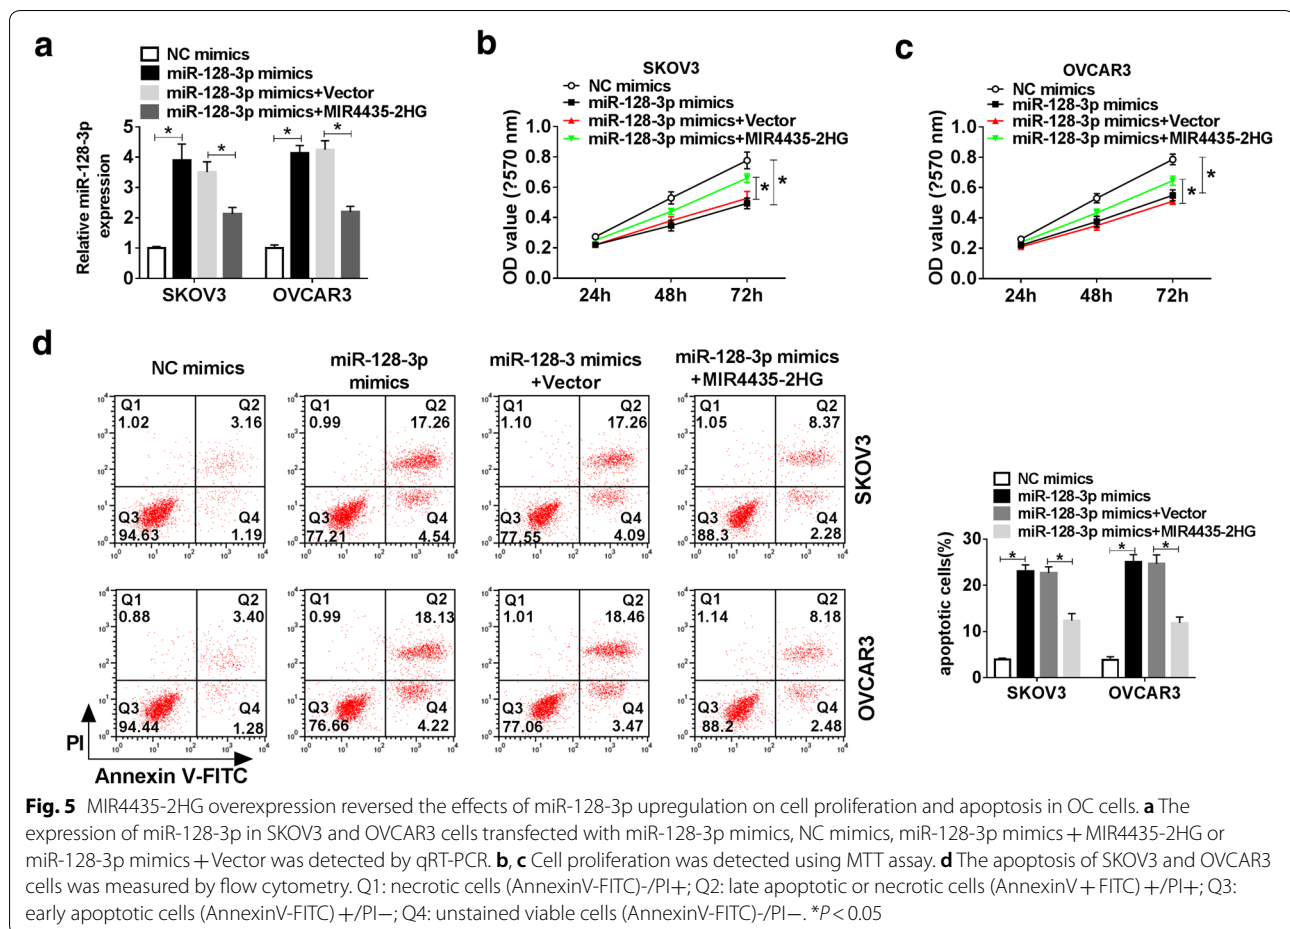 a
NC mimics
miR-128-3p mimics
miR-128-3p mimics+Vector
miR-128-3p mimics+MIR4435-2HG
Relative miR-128-3p
expression
5
4
3
2
1
0
* * * *
SKOV3 OVCAR3
b
SKOV3
NC mimics
miR-128-3p mimics
miR-128-3p mimics+Vector
miR-128-3p mimics+MIR4435-2HG
OD value (?570 nm)
1.0
0.8
0.6
0.4
0.2
0.0
* *
24h 48h 72h
c
OVCAR3
NC mimics
miR-128-3p mimics
miR-128-3p mimics+Vector
miR-128-3p mimics+MIR4435-2HG
OD value (?570 nm)
1.0
0.8
0.6
0.4
0.2
0.0
* *
24h 48h 72h
d
NC mimics
miR-128-3p
mimics
miR-128-3 mimics
+Vector
miR-128-3p mimics
+MIR4435-2HG
Q1 Q2 Q1 Q2 Q1 Q2 Q1 Q2
1.02 3.16 0.99 17.26 1.10 17.26 1.05 8.37
Q3 Q4 Q3 Q4 Q3 Q4 Q3 Q4
94.63 1.19 77.21 4.54 77.55 4.09 88.3 2.28
SKOV3
Q1 Q2 Q1 Q2 Q1 Q2 Q1 Q2
0.88 3.40 0.99 18.13 1.01 18.46 1.14 8.18
Q3 Q4 Q3 Q4 Q3 Q4 Q3 Q4
94.44 1.28 76.66 4.22 77.06 3.47 88.2 2.48
OVCAR3
10⁰ 10¹ 10² 10³ 10⁴
PI
Annexin V-FITC
NC mimics
miR-128-3p mimics
miR-128-3p mimics+Vector
miR-128-3p mimics+MIR4435-2HG
apoptotic cells(%)
30
20
10
0
* * * *
SKOV3 OVCAR3
Fig. 5 MIR4435-2HG overexpression reversed the effects of miR-128-3p upregulation on cell proliferation and apoptosis in OC cells. a The
expression of miR-128-3p in SKOV3 and OVCAR3 cells transfected with miR-128-3p mimics, NC mimics, miR-128-3p mimics + MIR4435-2HG or
miR-128-3p mimics + Vector was detected by qRT-PCR. b, c Cell proliferation was detected using MTT assay. d The apoptosis of SKOV3 and OVCAR3
cells was measured by flow cytometry. Q1: necrotic cells (AnnexinV-FITC)-/PI+; Q2: late apoptotic or necrotic cells (AnnexinV + FITC) +/PI+; Q3:
early apoptotic cells (AnnexinV-FITC) +/PI−; Q4: unstained viable cells (AnnexinV-FITC)-/PI−. *P < 0.05